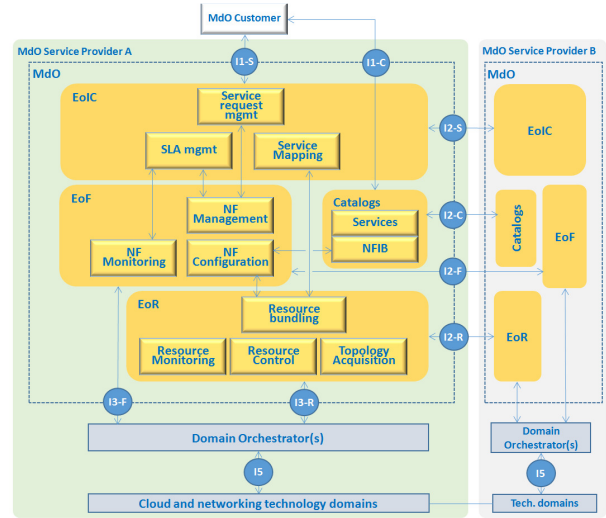 MdO Customer
MdO Service Provider A
MdO Service Provider B
I1-S
I1-C
MdO
MdO
EoIC
Service
request
mgmt
I2-S
EoIC
SLA mgmt
Service
Mapping
EoF
NF
Management
Catalogs
Services
NFIB
I2-C
Catalogs
EoF
NF
Monitoring
NF
Configuration
I2-F
EoR
Resource
bundling
I2-R
EoR
Resource
Monitoring
Resource
Control
Topology
Acquisition
I3-F
I3-R
Domain Orchestrator(s)
Domain
Orchestrator(s)
I5
I5
Cloud and networking technology domains
Tech. domains